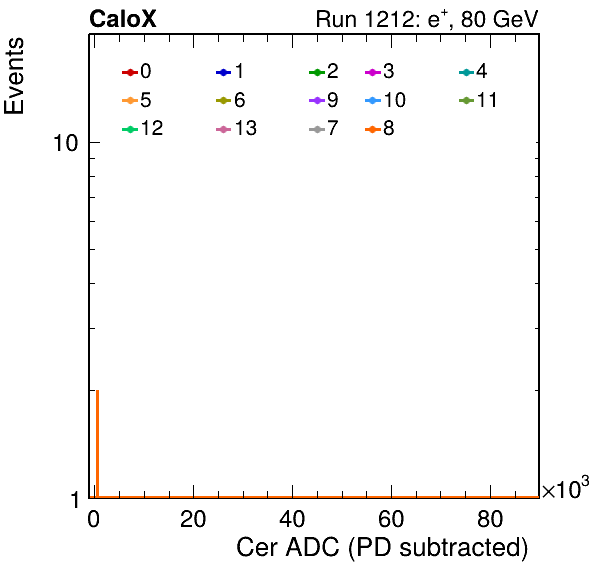 CaloX Run 1212: e⁺, 80 GeV
Events
0 1 2 3 4
5 6 9 10 11
12 13 7 8
10
1
0 20 40 60 80 ×10³
Cer ADC (PD subtracted)